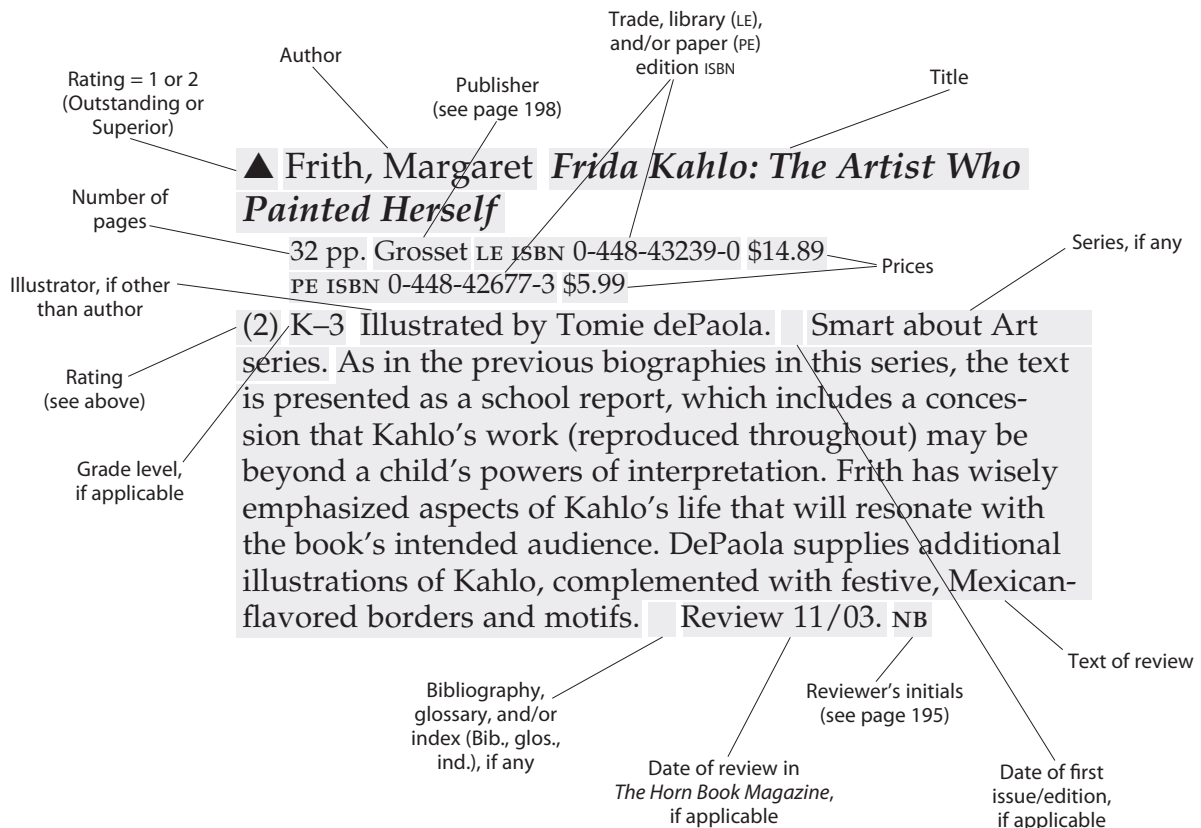 Trade, library (LE),
and/or paper (PE)
edition ISBN
Author
Title
Rating = 1 or 2
(Outstanding or
Superior)
Publisher
(see page 198)
▲ Frith, Margaret Frida Kahlo: The Artist Who
Painted Herself
Number of
pages
32 pp. Grosset LE ISBN 0-448-43239-0 $14.89
PE ISBN 0-448-42677-3 $5.99
Series, if any
Prices
Illustrator, if other
than author
(2) K–3 Illustrated by Tomie dePaola. Smart about Art
series. As in the previous biographies in this series, the text
is presented as a school report, which includes a conces-
sion that Kahlo's work (reproduced throughout) may be
beyond a child's powers of interpretation. Frith has wisely
emphasized aspects of Kahlo's life that will resonate with
the book's intended audience. DePaola supplies additional
illustrations of Kahlo, complemented with festive, Mexican-
flavored borders and motifs. Review 11/03. NB
Rating
(see above)
Grade level,
if applicable
Text of review
Bibliography,
glossary, and/or
index (Bib., glos.,
ind.), if any
Reviewer's initials
(see page 195)
Date of review in
The Horn Book Magazine,
if applicable
Date of first
issue/edition,
if applicable